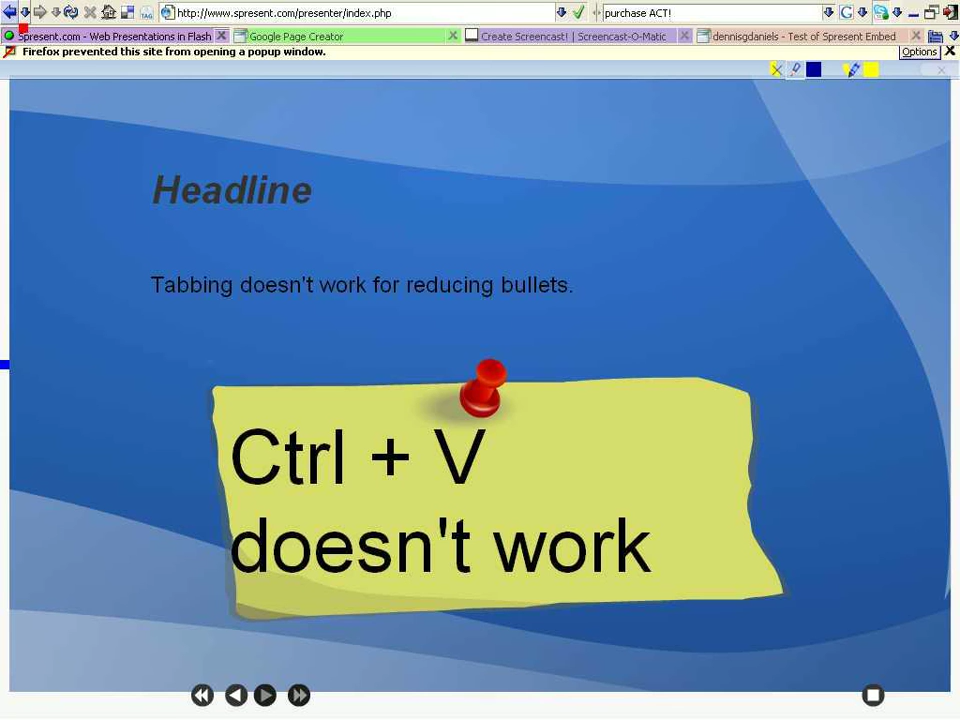 http://www.spresent.com/presenter/index.php purchase ACT!
Spresent.com - Web Presentations in Flash Google Page Creator Create Screencast! | Screencast-O-Matic dennisgdaniels - Test of Spresent Embed
Firefox prevented this site from opening a popup window. Options
Headline
Tabbing doesn't work for reducing bullets.
Ctrl + V
doesn't work